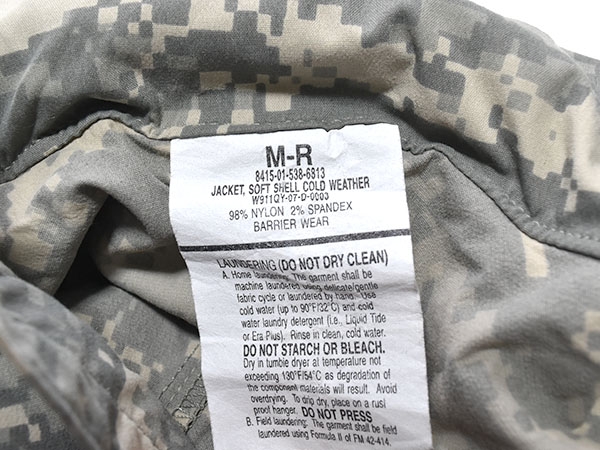 M-R
8415-01-538-6813
JACKET, SOFT SHELL COLD WEATHER
W911QY-07-D-0003
98% NYLON 2% SPANDEX
BARRIER WEAR
LAUNDERING (DO NOT DRY CLEAN)
A. Home laundering: The garment shall be
machine laundered using delicate/gentle
fabric cycle or laundered by hand. Use
cold water (up to 90°F/32°C) and cold
water laundry detergent (i.e., Liquid Tide
or Era Plus). Rinse in clean, cold water.
DO NOT STARCH OR BLEACH.
Dry in tumble dryer at temperature not
exceeding 130°F/54°C as degradation of
the component materials will result. Avoid
overdrying. To drip dry, place on a rust
proof hanger. DO NOT PRESS
B. Field laundering: The garment shall be field
laundered using Formula II of FM 42-414.